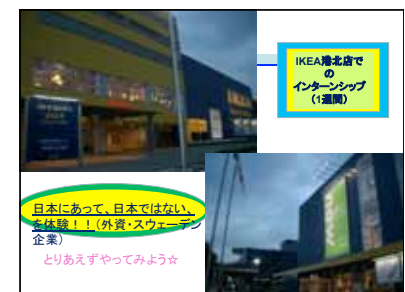 IKEA港北店で
の
インターンシップ
(1週間)
IKEA
日本にあって、日本ではない、
を体験！！(外資・スウェーデン
企業)
とりあえずやってみよう☆